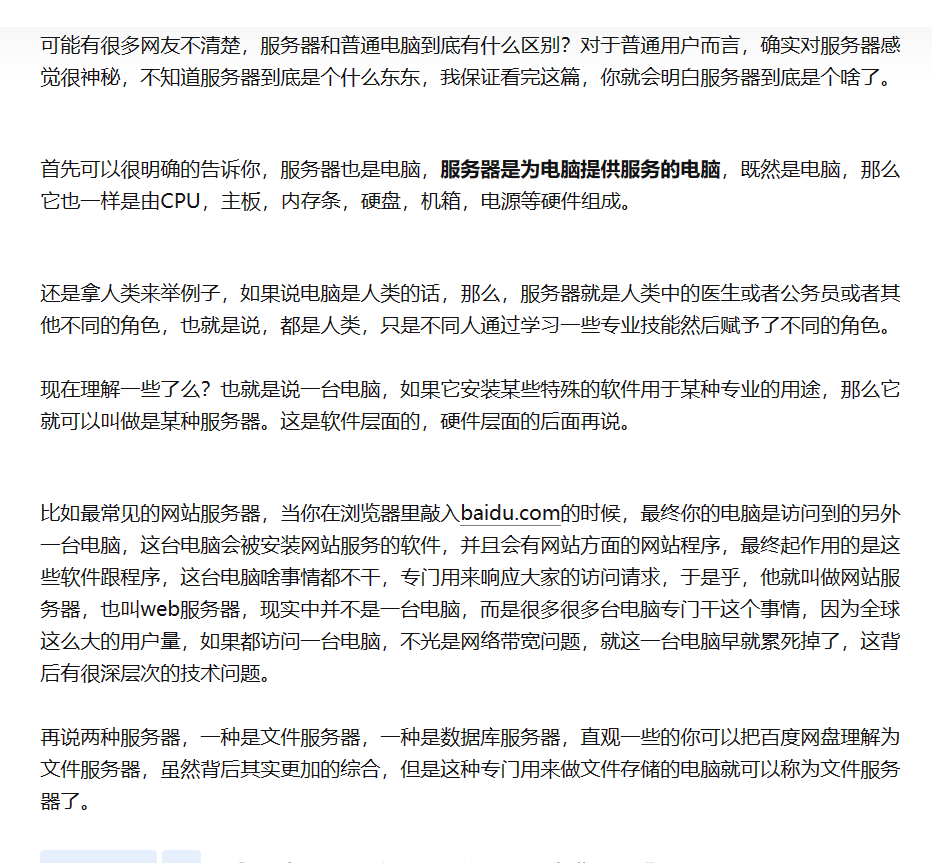 可能有很多网友不清楚，服务器和普通电脑到底有什么区别？对于普通用户而言，确实对服务器感
觉很神秘，不知道服务器到底是个什么东东，我保证看完这篇，你就会明白服务器到底是个啥了。
首先可以很明确的告诉你，服务器也是电脑，服务器是为电脑提供服务的电脑，既然是电脑，那么
它也一样是由CPU，主板，内存条，硬盘，机箱，电源等硬件组成。
还是拿人类来举例子，如果说电脑是人类的话，那么，服务器就是人类中的医生或者公务员或者其
他不同的角色，也就是说，都是人类，只是不同人通过学习一些专业技能然后赋予了不同的角色。
现在理解一些了么？也就是说一台电脑，如果它安装某些特殊的软件用于某种专业的用途，那么它
就可以叫做是某种服务器。这是软件层面的，硬件层面的后面再说。
比如最常见的网站服务器，当你在浏览器里敲入baidu.com的时候，最终你的电脑是访问到的另外
一台电脑，这台电脑会被安装网站服务的软件，并且会有网站方面的网站程序，最终起作用的是这
些软件跟程序，这台电脑啥事情都不干，专门用来响应大家的访问请求，于是乎，他就叫做网站服
务器，也叫web服务器，现实中并不是一台电脑，而是很多很多台电脑专门干这个事情，因为全球
这么大的用户量，如果都访问一台电脑，不光是网络带宽问题，就这一台电脑早就累死掉了，这背
后有很深层次的技术问题。
再说两种服务器，一种是文件服务器，一种是数据库服务器，直观一些的你可以把百度网盘理解为
文件服务器，虽然背后其实更加的综合，但是这种专门用来做文件存储的电脑就可以称为文件服务
器了。